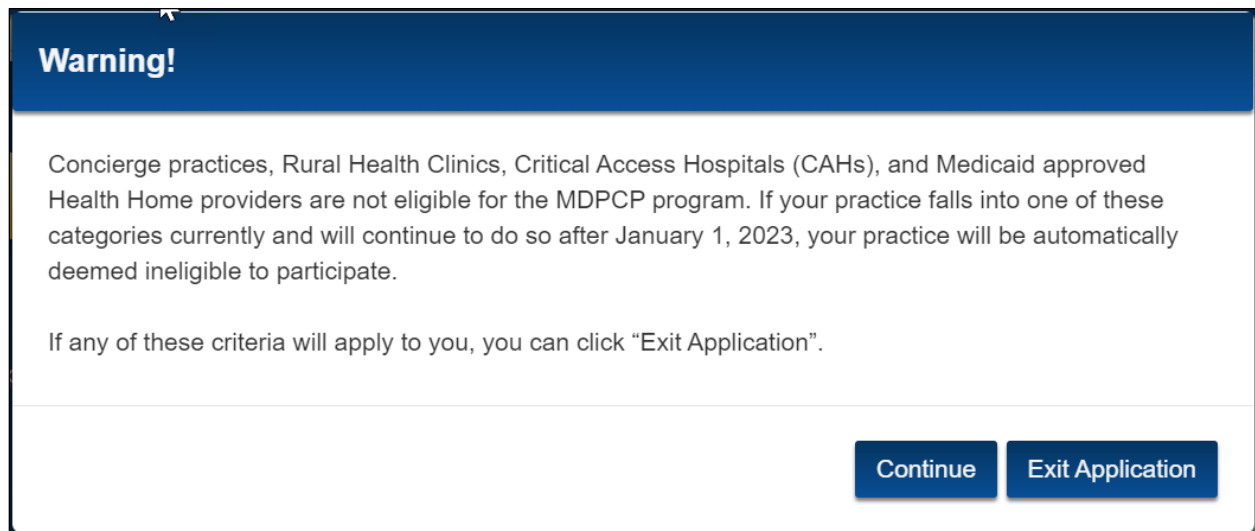 Warning!
Concierge practices, Rural Health Clinics, Critical Access Hospitals (CAHs), and Medicaid approved
Health Home providers are not eligible for the MDPCP program. If your practice falls into one of these
categories currently and will continue to do so after January 1, 2023, your practice will be automatically
deemed ineligible to participate.
If any of these criteria will apply to you, you can click “Exit Application”.
Continue
Exit Application